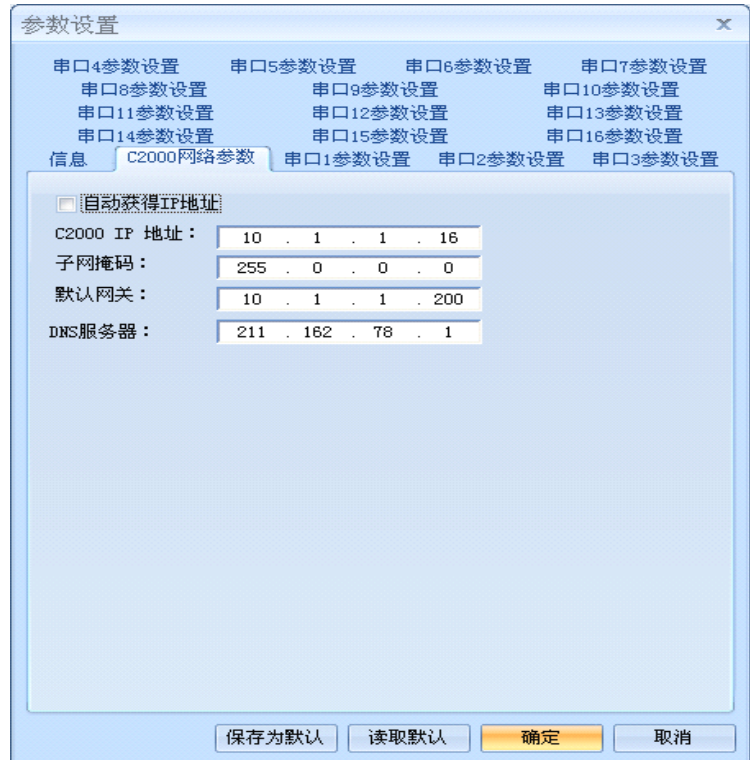 参数设置
串口4参数设置 串口5参数设置 串口6参数设置 串口7参数设置
串口8参数设置 串口9参数设置 串口10参数设置
串口11参数设置 串口12参数设置 串口13参数设置
串口14参数设置 串口15参数设置 串口16参数设置
信息 C2000网络参数 串口1参数设置 串口2参数设置 串口3参数设置
自动获得IP地址
C2000 IP 地址： 10 . 1 . 1 . 16
子网掩码： 255 . 0 . 0 . 0
默认网关： 10 . 1 . 1 . 200
DNS服务器： 211 . 162 . 78 . 1
保存为默认 读取默认 确定 取消